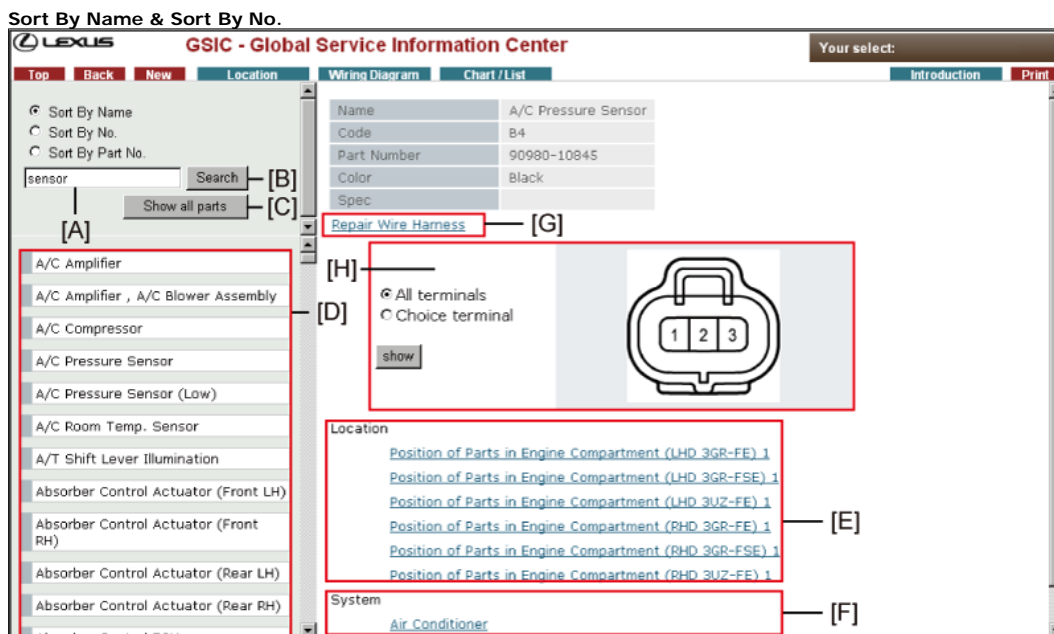 Sort By Name & Sort By No.
LEXUS
GSIC - Global Service Information Center
Your select:
Top Back New Location Wiring Diagram Chart / List Introduction Print
Sort By Name
Sort By No.
Sort By Part No.
sensor
Search
[B]
Show all parts
[C]
[A]
A/C Amplifier
A/C Amplifier , A/C Blower Assembly
A/C Compressor
A/C Pressure Sensor
A/C Pressure Sensor (Low)
A/C Room Temp. Sensor
A/T Shift Lever Illumination
Absorber Control Actuator (Front LH)
Absorber Control Actuator (Front
RH)
Absorber Control Actuator (Rear LH)
Absorber Control Actuator (Rear RH)
[D]
Name A/C Pressure Sensor
Code B4
Part Number 90980-10845
Color Black
Spec
Repair Wire Harness
[G]
[H]
All terminals
Choice terminal
show
1 2 3
Location
Position of Parts in Engine Compartment (LHD 3GR-FE) 1
Position of Parts in Engine Compartment (LHD 3GR-FSE) 1
Position of Parts in Engine Compartment (LHD 3UZ-FE) 1
Position of Parts in Engine Compartment (RHD 3GR-FE) 1
Position of Parts in Engine Compartment (RHD 3GR-FSE) 1
Position of Parts in Engine Compartment (RHD 3UZ-FE) 1
[E]
System
Air Conditioner
[F]